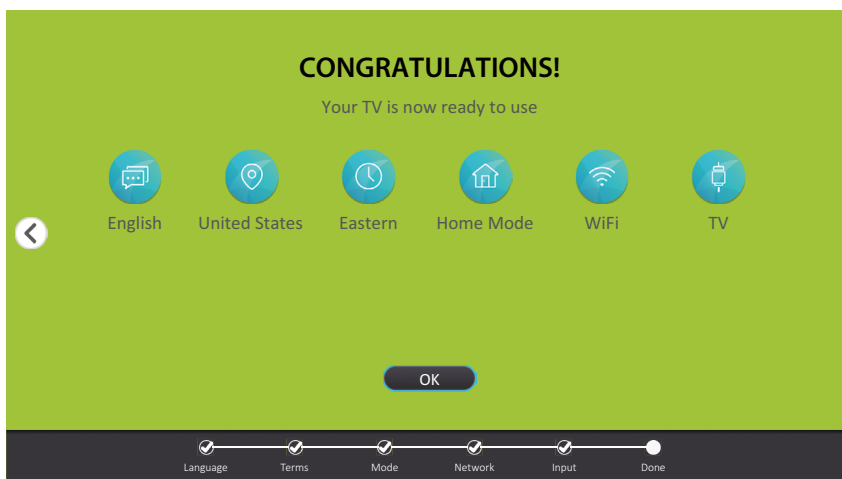 CONGRATULATIONS!
Your TV is now ready to use
English United States Eastern Home Mode WiFi TV
OK
Language Terms Mode Network Input Done